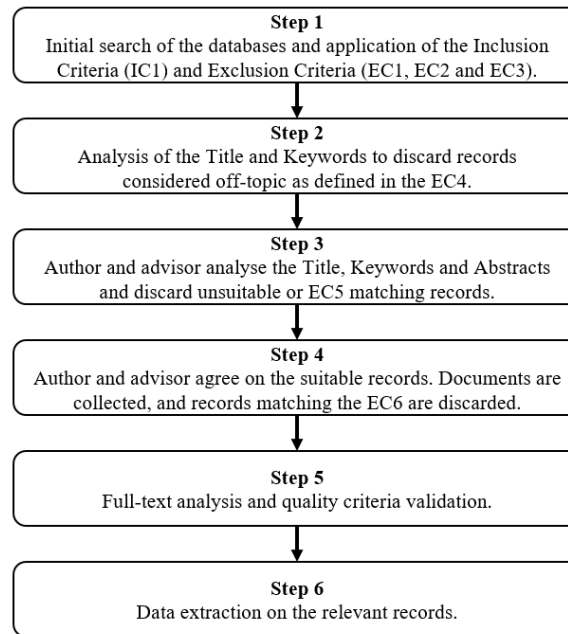 Step 1
Initial search of the databases and application of the Inclusion
Criteria (IC1) and Exclusion Criteria (EC1, EC2 and EC3).
Step 2
Analysis of the Title and Keywords to discard records
considered off-topic as defined in the EC4.
Step 3
Author and advisor analyse the Title, Keywords and Abstracts
and discard unsuitable or EC5 matching records.
Step 4
Author and advisor agree on the suitable records. Documents are
collected, and records matching the EC6 are discarded.
Step 5
Full-text analysis and quality criteria validation.
Step 6
Data extraction on the relevant records.